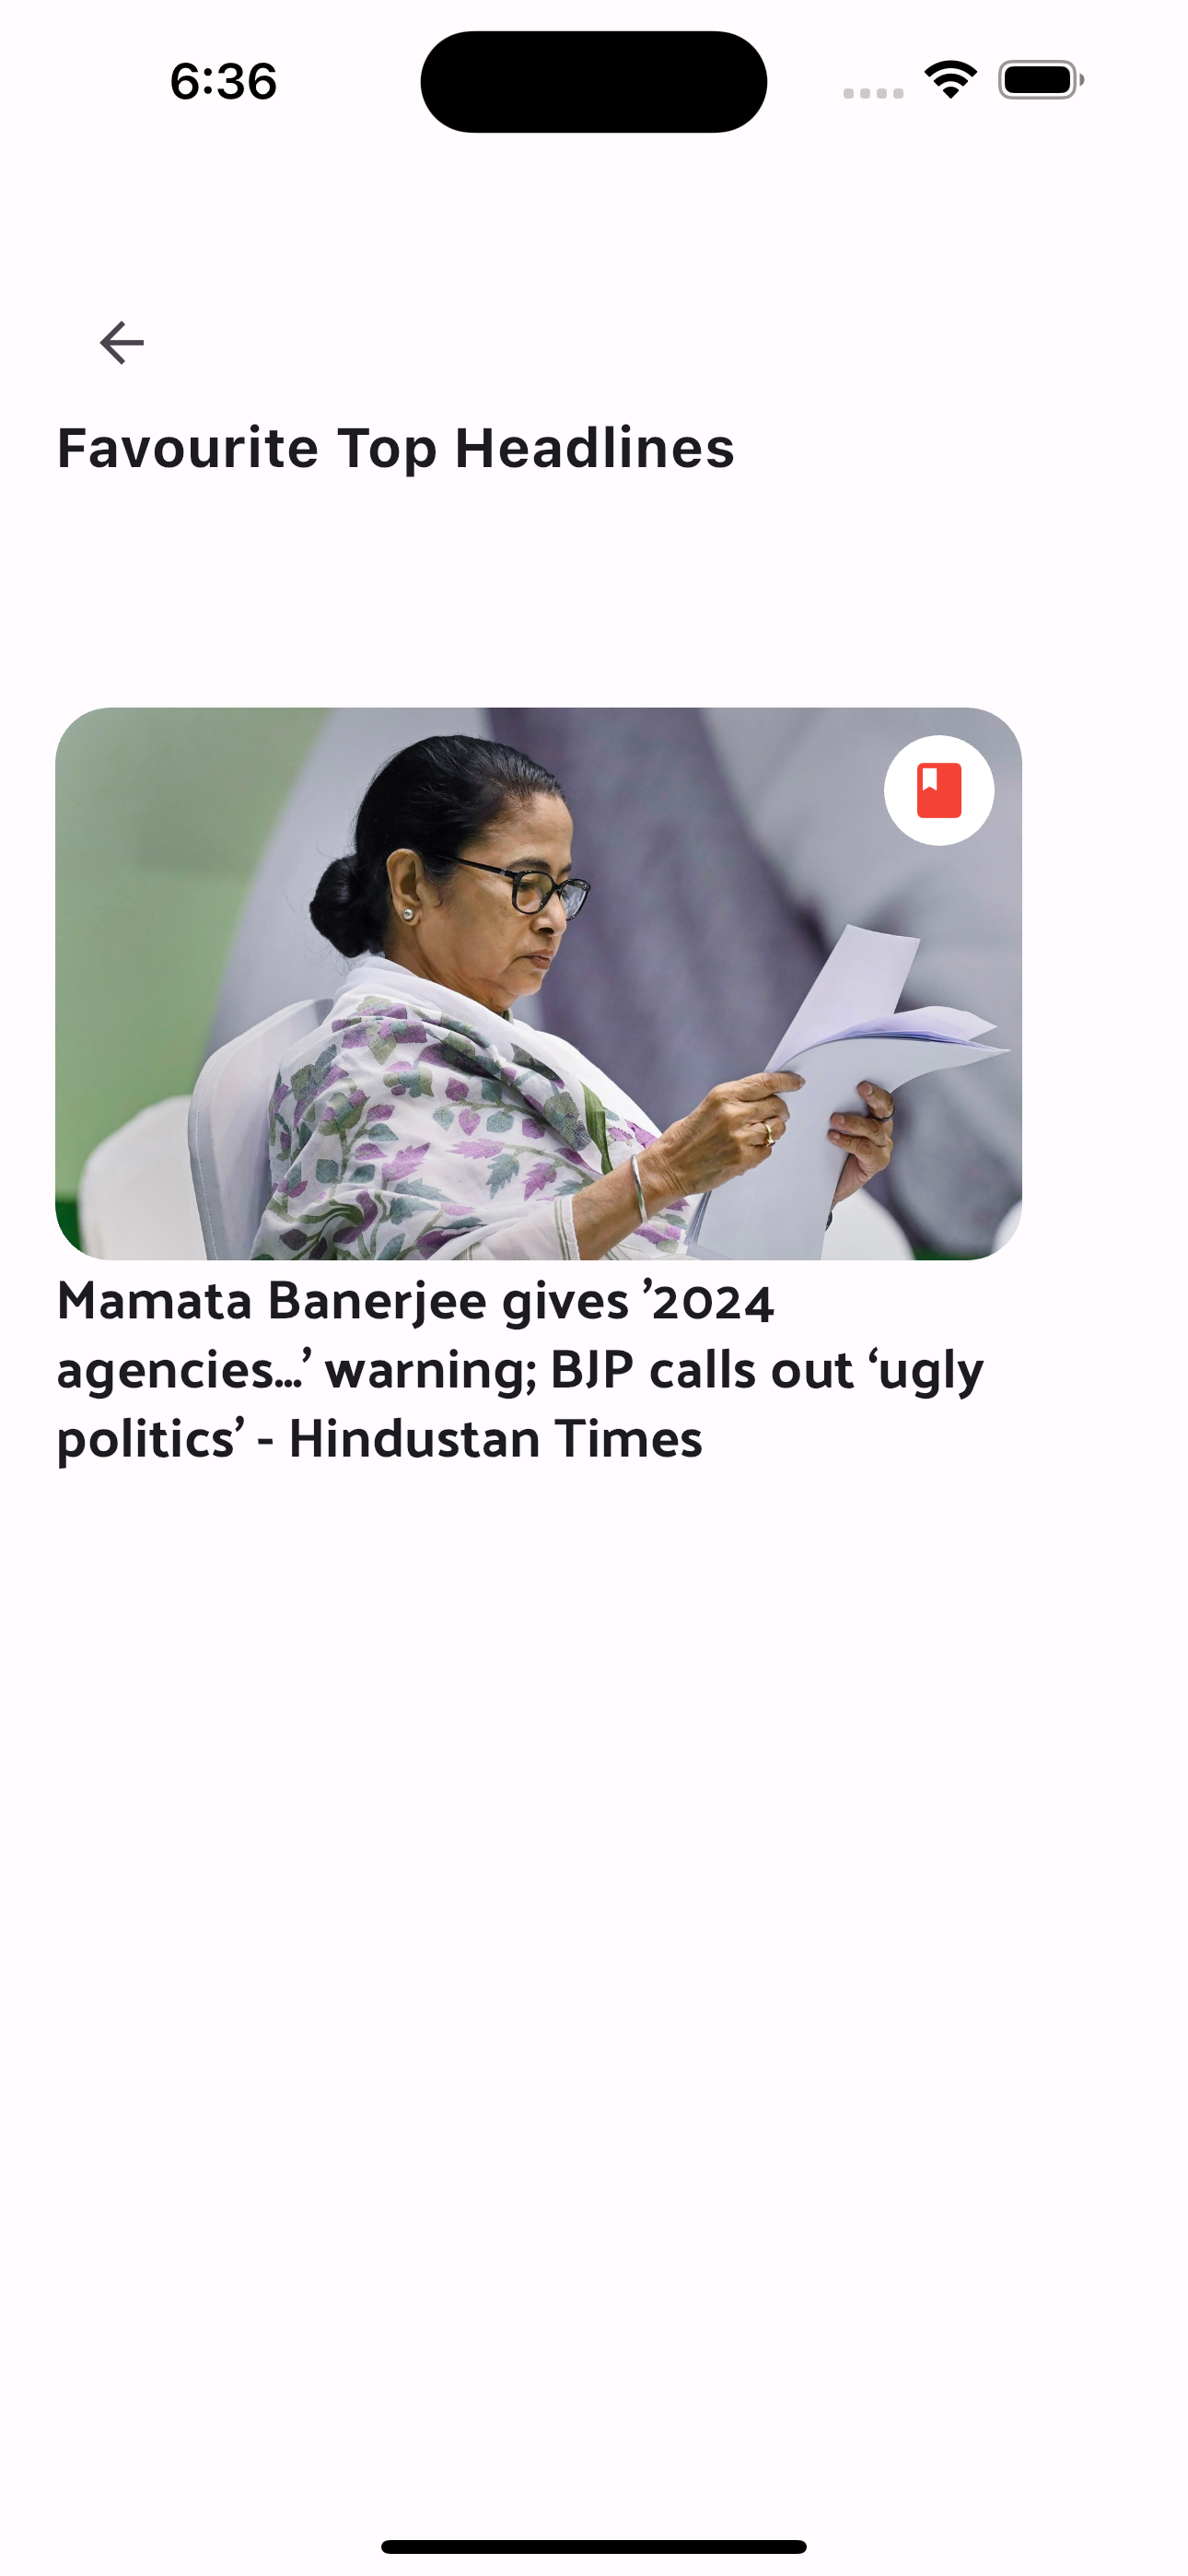 6:36
Favourite Top Headlines
Mamata Banerjee gives ’2024
agencies...’ warning; BJP calls out ‘ugly
politics’ - Hindustan Times